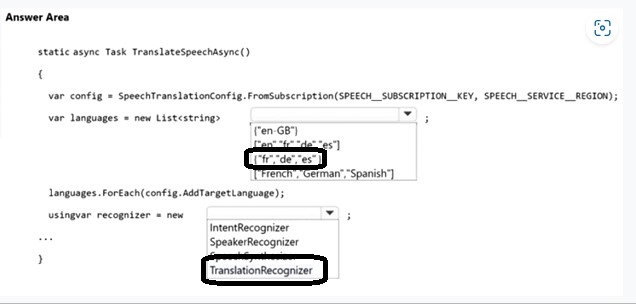 Answer Area
static async Task TranslateSpeechAsync()
{
var config = SpeechTranslationConfig.FromSubscription(SPEECH__SUBSCRIPTION__KEY, SPEECH__SERVICE__REGION);
var languages = new List<string> ;
{"en-GB"}
["en","fr","de","es"]
{"fr","de","es"}
["French","German","Spanish"]
languages.ForEach(config.AddTargetLanguage);
usingvar recognizer = new ;
IntentRecognizer
SpeakerRecognizer
SpeechSynthesizer
TranslationRecognizer
...
}